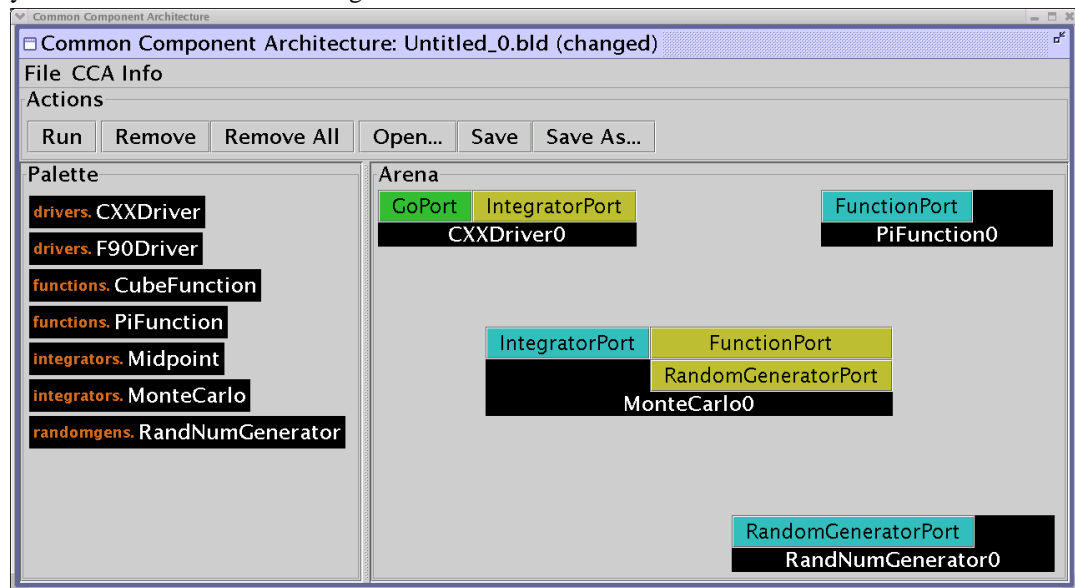 Common Component Architecture
Common Component Architecture: Untitled_0.bld (changed)
File CCA Info
Actions
Run Remove Remove All Open... Save Save As...
Palette
drivers. CXXDriver
drivers. F90Driver
functions. CubeFunction
functions. PiFunction
integrators. Midpoint
integrators. MonteCarlo
randomgens. RandNumGenerator
Arena
GoPort IntegratorPort
CXXDriver0
FunctionPort
PiFunction0
IntegratorPort FunctionPort
RandomGeneratorPort
MonteCarlo0
RandomGeneratorPort
RandNumGenerator0